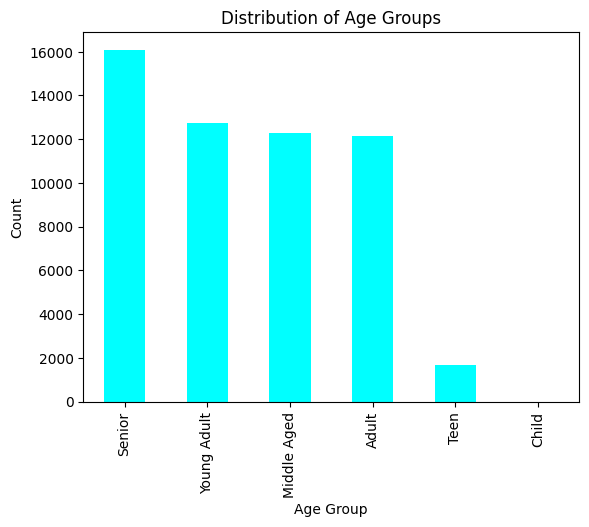 Distribution of Age Groups
16000
14000
12000
10000
8000
6000
4000
2000
0
Count
Senior
Young Adult
Middle Aged
Adult
Teen
Child
Age Group